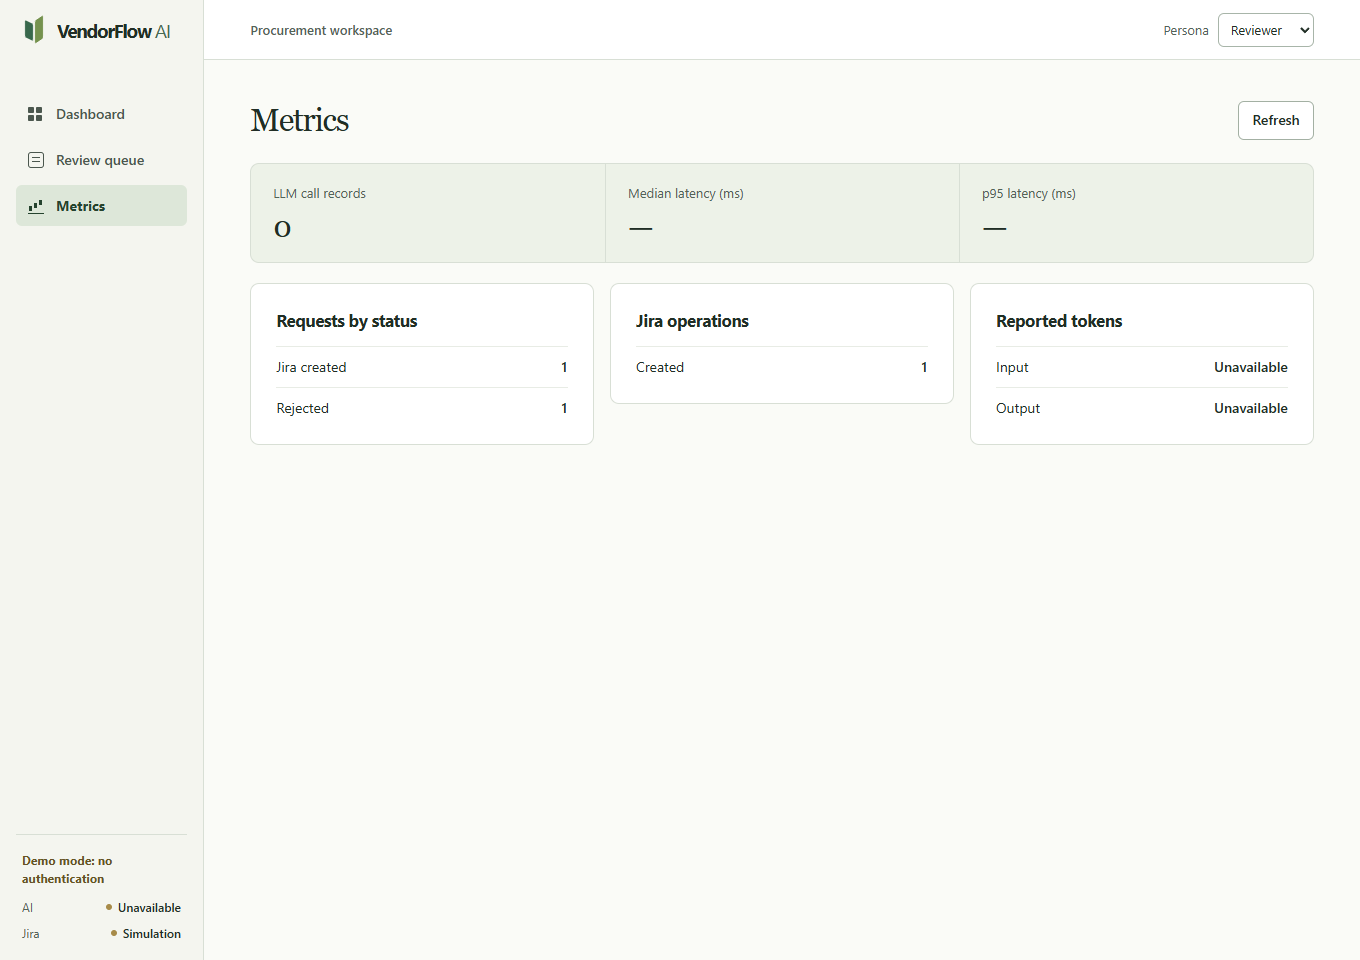 VendorFlow AI
Procurement workspace
Persona
Reviewer
Dashboard
Review queue
Metrics
Metrics
Refresh
LLM call records
0
Median latency (ms)
—
p95 latency (ms)
—
Requests by status
Jira created 1
Rejected 1
Jira operations
Created 1
Reported tokens
Input Unavailable
Output Unavailable
Demo mode: no
authentication
AI Unavailable
Jira Simulation